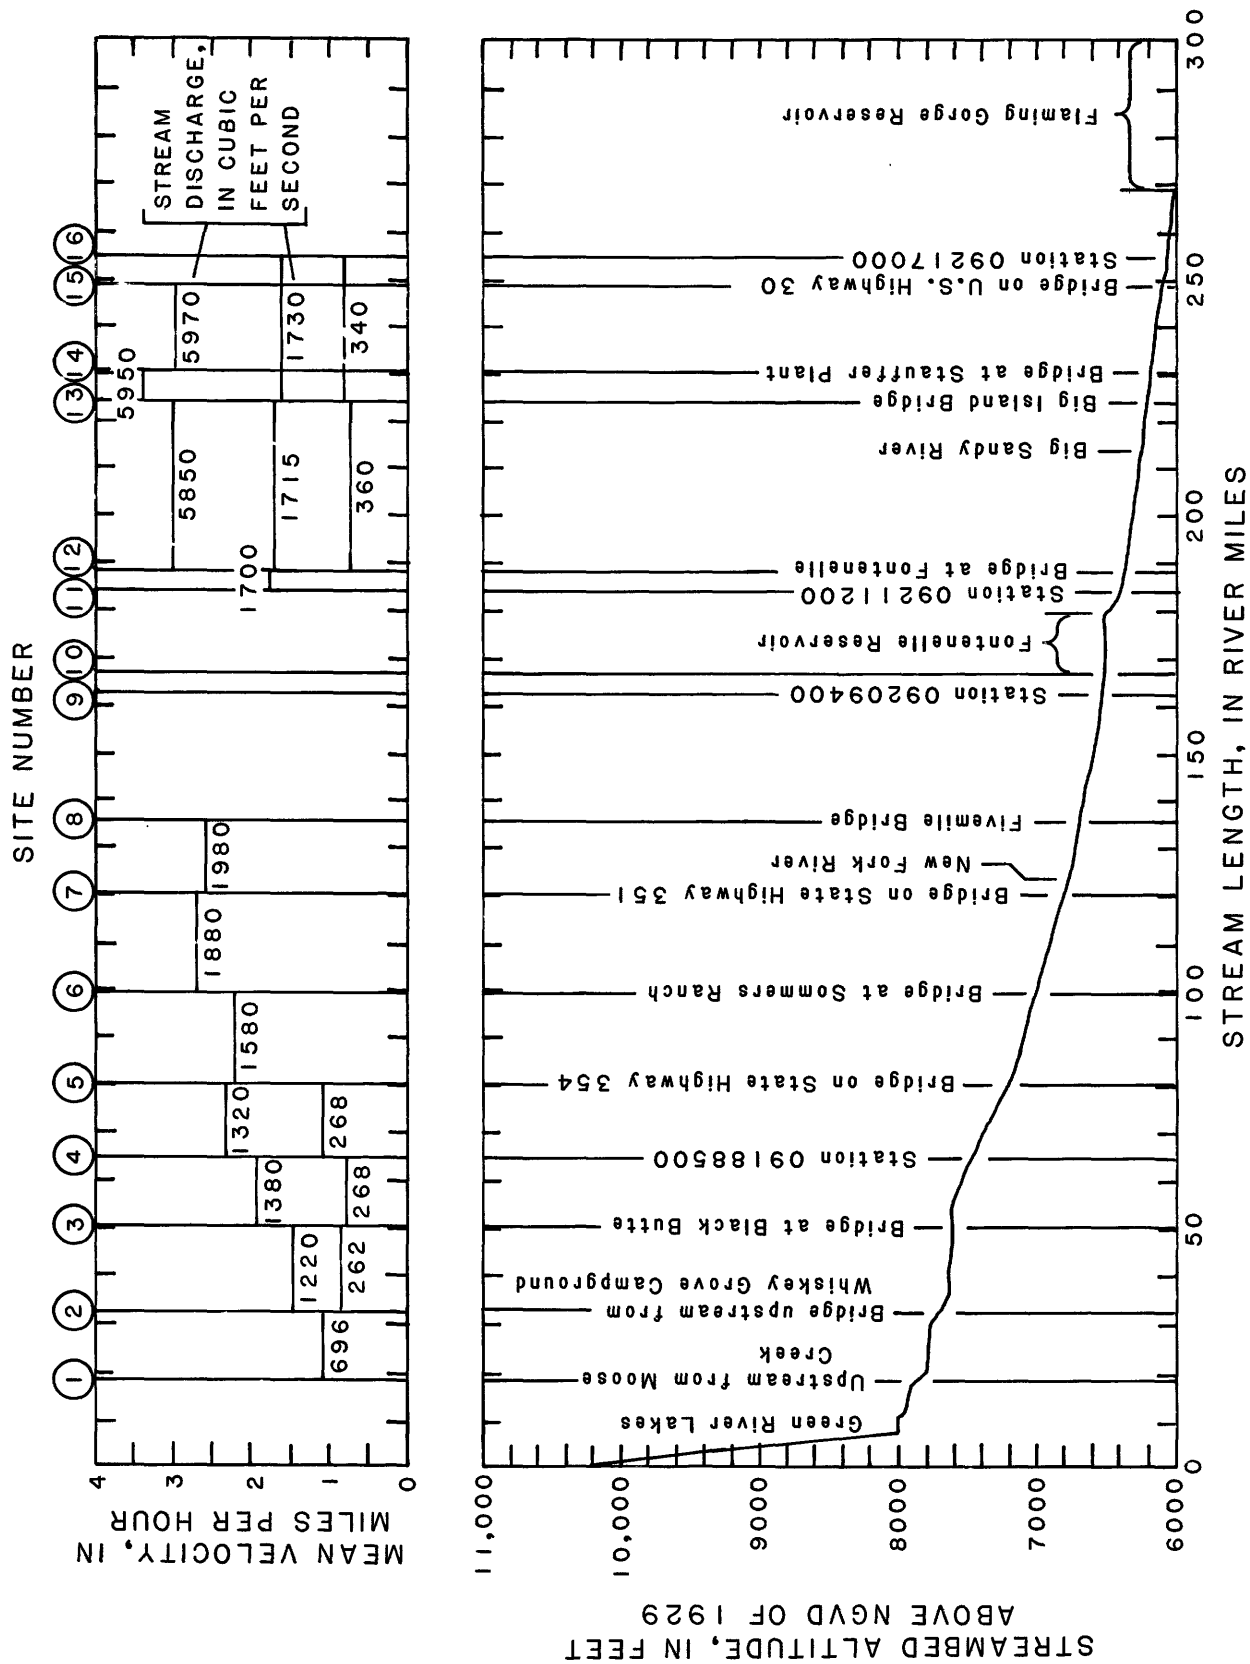 SITE NUMBER
1
2
3
4
5
6
7
8
9
10
11
12
13
14
15
16
MEAN VELOCITY, IN
MILES PER HOUR
4
3
2
1
0
696
1220
262
1380
268
1320
268
1580
1880
1980
1700
5850
1715
360
5950
5970
1730
340
STREAM
DISCHARGE,
IN CUBIC
FEET PER
SECOND
STREAMBED ALTITUDE, IN FEET
ABOVE NGVD OF 1929
11,000
10,000
9000
8000
7000
6000
Green River Lakes
Upstream from Moose
Creek
Bridge upstream from
Whiskey Grove Campground
Bridge at Black Butte
Station 09188500
Bridge on State Highway 354
Bridge at Sommers Ranch
Bridge on State Highway 351
New Fork River
Fivemile Bridge
Station 09209400
Fontenelle Reservoir
Station 09211200
Bridge at Fontenelle
Big Sandy River
Big Island Bridge
Bridge at Stauffer Plant
Bridge on U.S. Highway 30
Station 09217000
Flaming Gorge Reservoir
0
50
100
150
200
250
300
STREAM LENGTH, IN RIVER MILES